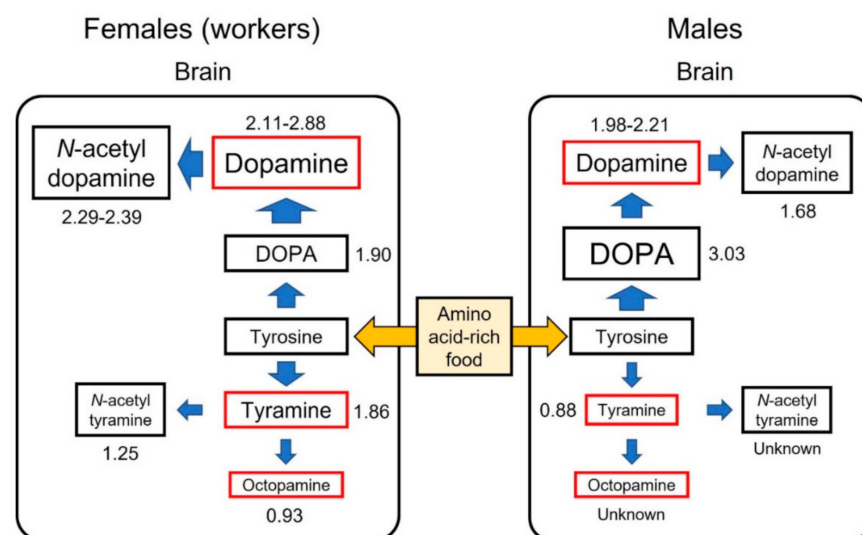 Females (workers)
Brain
2.11-2.88
N-acetyl
dopamine
Dopamine
2.29-2.39
DOPA
1.90
Tyrosine
N-acetyl
tyramine
Tyramine
1.86
1.25
Octopamine
0.93
Amino
acid-rich
food
Males
Brain
1.98-2.21
Dopamine
N-acetyl
dopamine
1.68
DOPA
3.03
Tyrosine
0.88
Tyramine
N-acetyl
tyramine
Unknown
Octopamine
Unknown